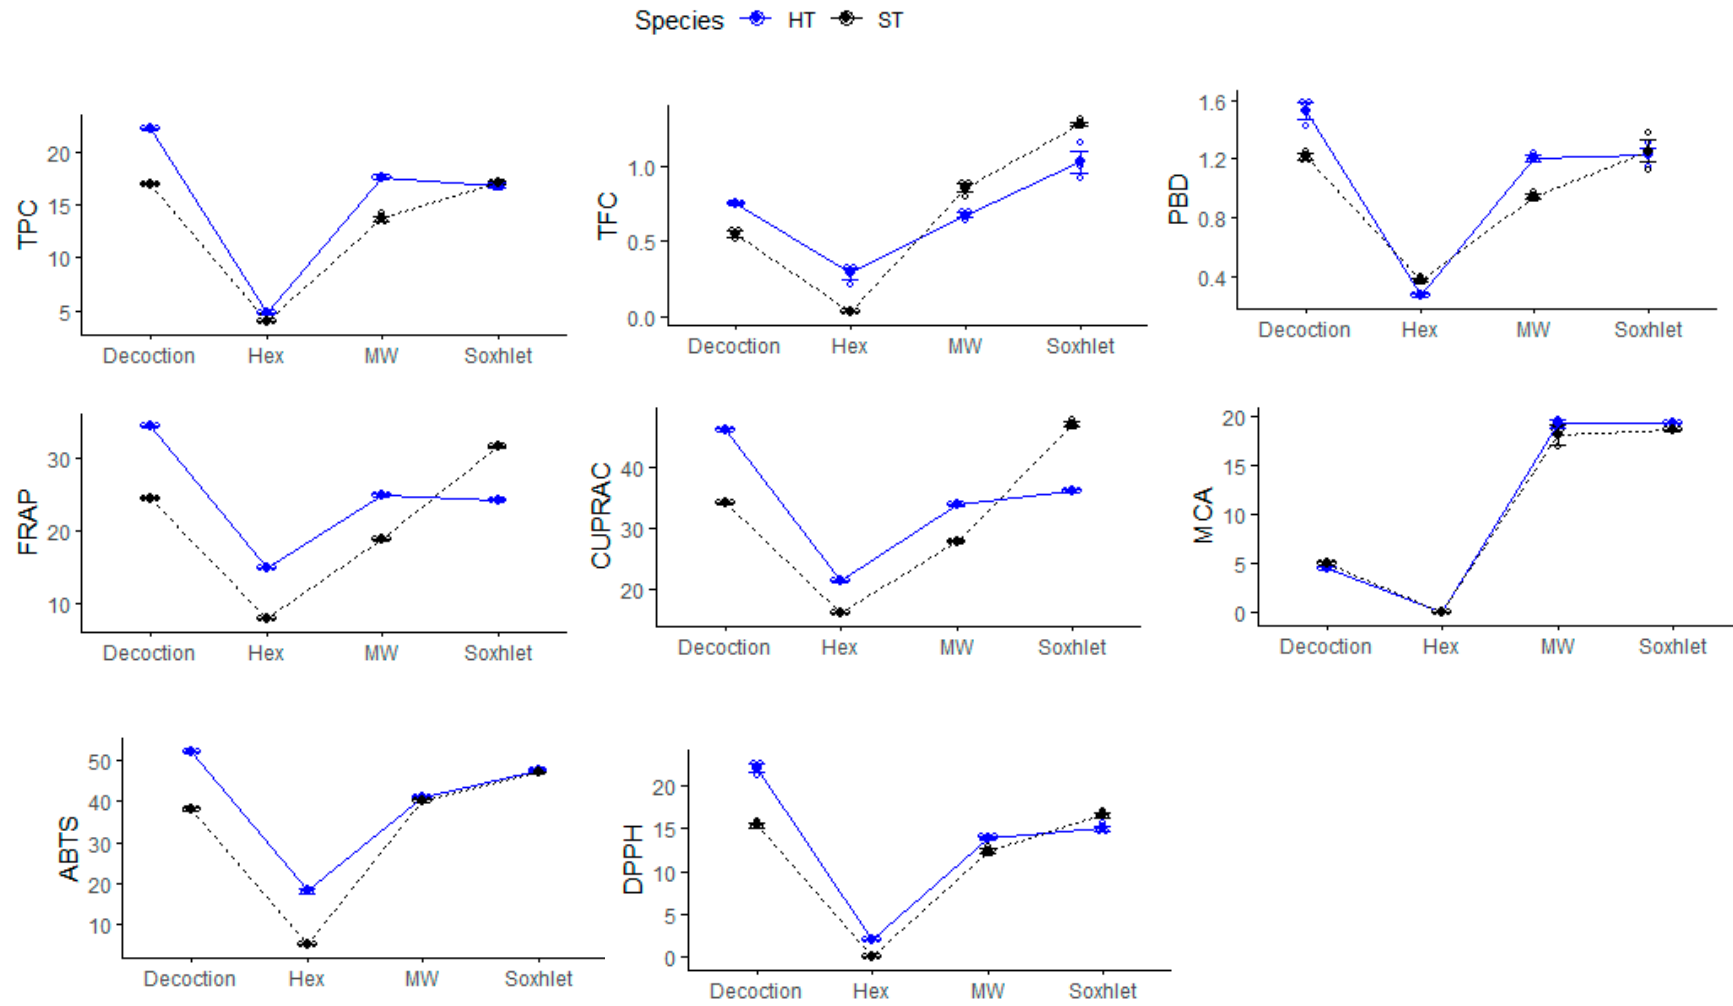 Species HT ST
TPC
20
15
10
5
Decoction Hex MW Soxhlet
TFC
1.0
0.5
0.0
Decoction Hex MW Soxhlet
PBD
1.6
1.2
0.8
0.4
Decoction Hex MW Soxhlet
FRAP
30
20
10
Decoction Hex MW Soxhlet
CUPRAC
40
30
20
Decoction Hex MW Soxhlet
MCA
20
15
10
5
0
Decoction Hex MW Soxhlet
ABTS
50
40
30
20
10
Decoction Hex MW Soxhlet
DPPH
20
15
10
5
0
Decoction Hex MW Soxhlet